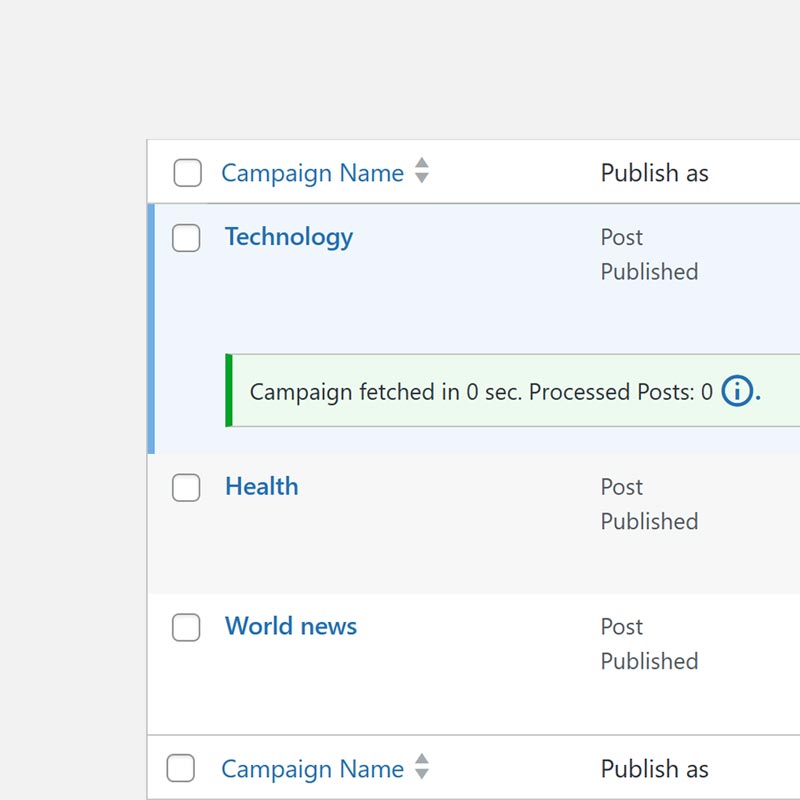 Campaign Name Publish as
Technology Post
Published
Campaign fetched in 0 sec. Processed Posts: 0 i.
Health Post
Published
World news Post
Published
Campaign Name Publish as